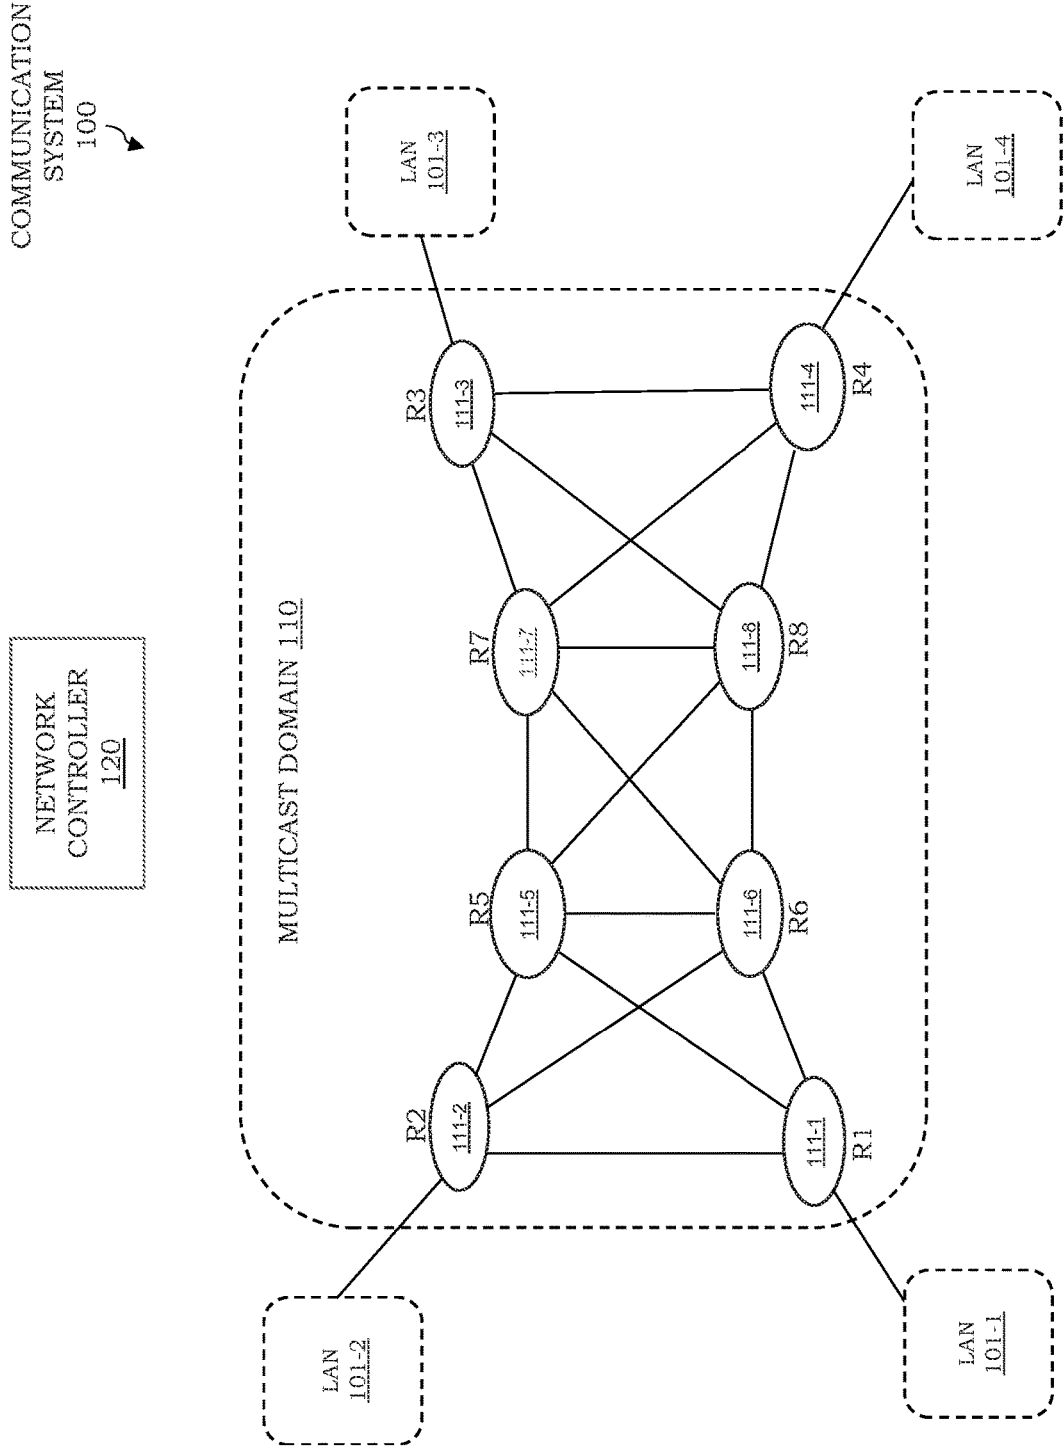 COMMUNICATION
SYSTEM
100
NETWORK
CONTROLLER
120
MULTICAST DOMAIN 110
LAN
101-2
LAN
101-3
R2
111-2
R5
111-5
R7
111-7
R3
111-3
111-1
R1
111-6
R6
111-8
R8
111-4
R4
LAN
101-1
LAN
101-4